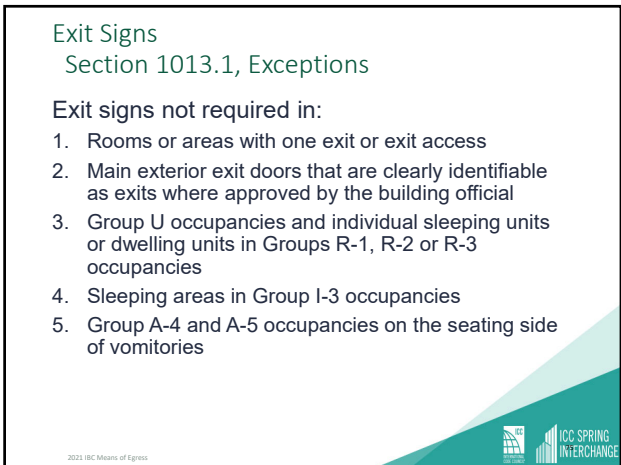 Exit Signs
Section 1013.1, Exceptions
Exit signs not required in:
1. Rooms or areas with one exit or exit access
2. Main exterior exit doors that are clearly identifiable
as exits where approved by the building official
3. Group U occupancies and individual sleeping units
or dwelling units in Groups R-1, R-2 or R-3
occupancies
4. Sleeping areas in Group I-3 occupancies
5. Group A-4 and A-5 occupancies on the seating side
of vomitories
2021 IBC Means of Egress
ICC
INTERNATIONAL
CODE COUNCIL
ICC SPRING
INTERCHANGE